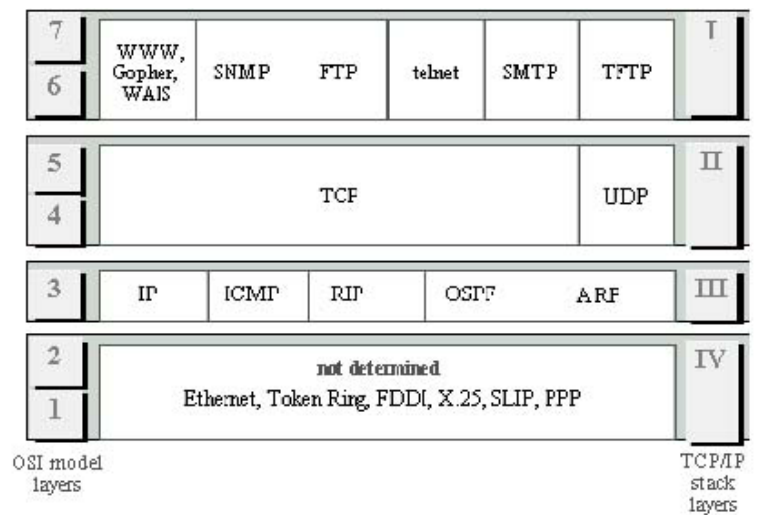 7
6
WWW,
Gopher,
WAIS
SNMP FTP telnet SMTP TFTP
I
5
4
TCP UDP
II
3
IP ICMP RIP OSPF ARP
III
2
1
not determined
Ethernet, Token Ring, FDDI, X.25, SLIP, PPP
IV
OSI model
layers
TCP/IP
stack
layers